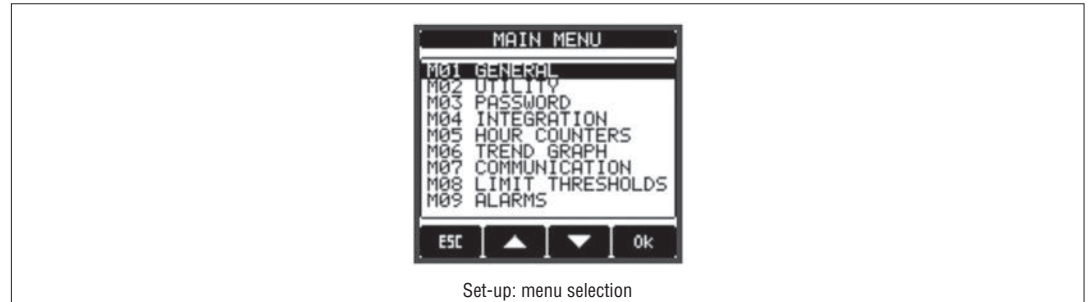 MAIN MENU
M01 GENERAL
M02 UTILITY
M03 PASSWORD
M04 INTEGRATION
M05 HOUR COUNTERS
M06 TREND GRAPH
M07 COMMUNICATION
M08 LIMIT THRESHOLDS
M09 ALARMS
ESC Ok
Set-up: menu selection